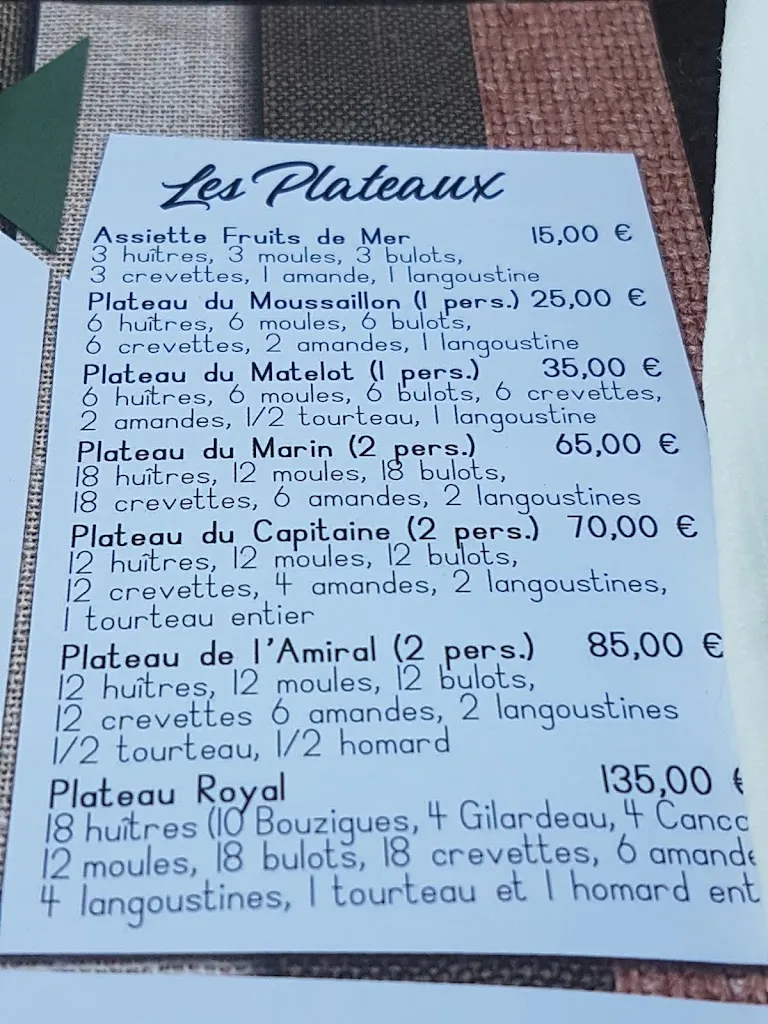 Les Plateaux
Assiette Fruits de Mer 15,00 €
3 huîtres, 3 moules, 3 bulots,
3 crevettes, 1 amande, 1 langoustine
Plateau du Moussaillon (1 pers.) 25,00 €
6 huîtres, 6 moules, 6 bulots,
6 crevettes, 2 amandes, 1 langoustine
Plateau du Matelot (1 pers.) 35,00 €
6 huîtres, 6 moules, 6 bulots, 6 crevettes,
2 amandes, 1/2 tourteau, 1 langoustine
Plateau du Marin (2 pers.) 65,00 €
18 huîtres, 12 moules, 18 bulots,
18 crevettes, 6 amandes, 2 langoustines
Plateau du Capitaine (2 pers.) 70,00 €
12 huîtres, 12 moules, 12 bulots,
12 crevettes, 4 amandes, 2 langoustines,
1 tourteau entier
Plateau de l'Amiral (2 pers.) 85,00 €
12 huîtres, 12 moules, 12 bulots,
12 crevettes 6 amandes, 2 langoustines
1/2 tourteau, 1/2 homard
Plateau Royal 135,00 €
18 huîtres (10 Bouzigues, 4 Gilardeau, 4
12 moules, 18 bulots, 18 crevettes, 6 amande
4 langoustines, 1 tourteau et 1 homard ent